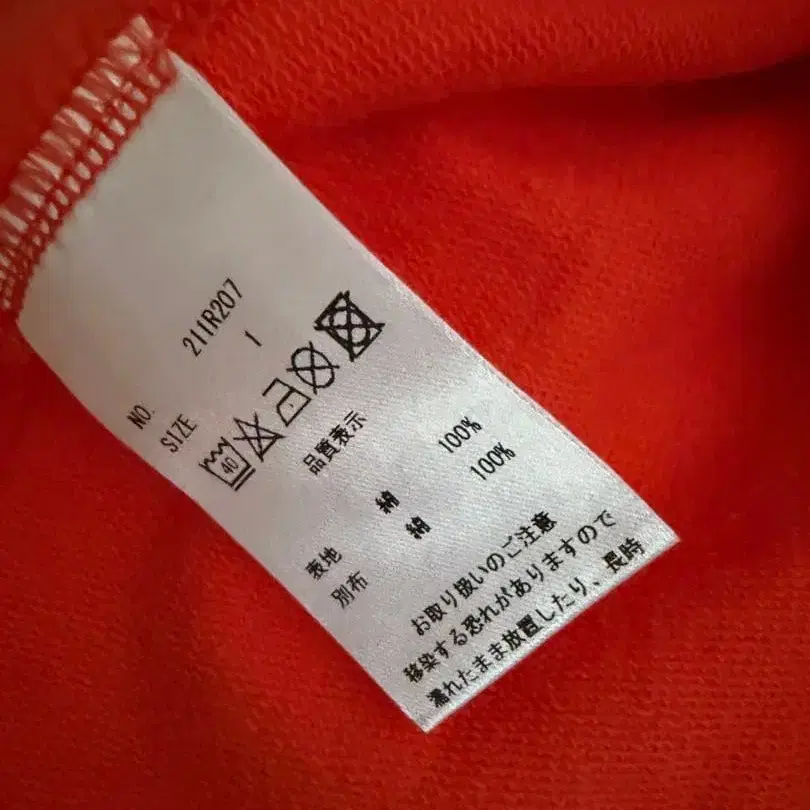 NO. 211R207
SIZE 1
40
品質表示
表地 綿 100%
別布 綿 100%
お取り扱いのご注意
移染する恐れがありますので
濡れたまま放置したり、長時